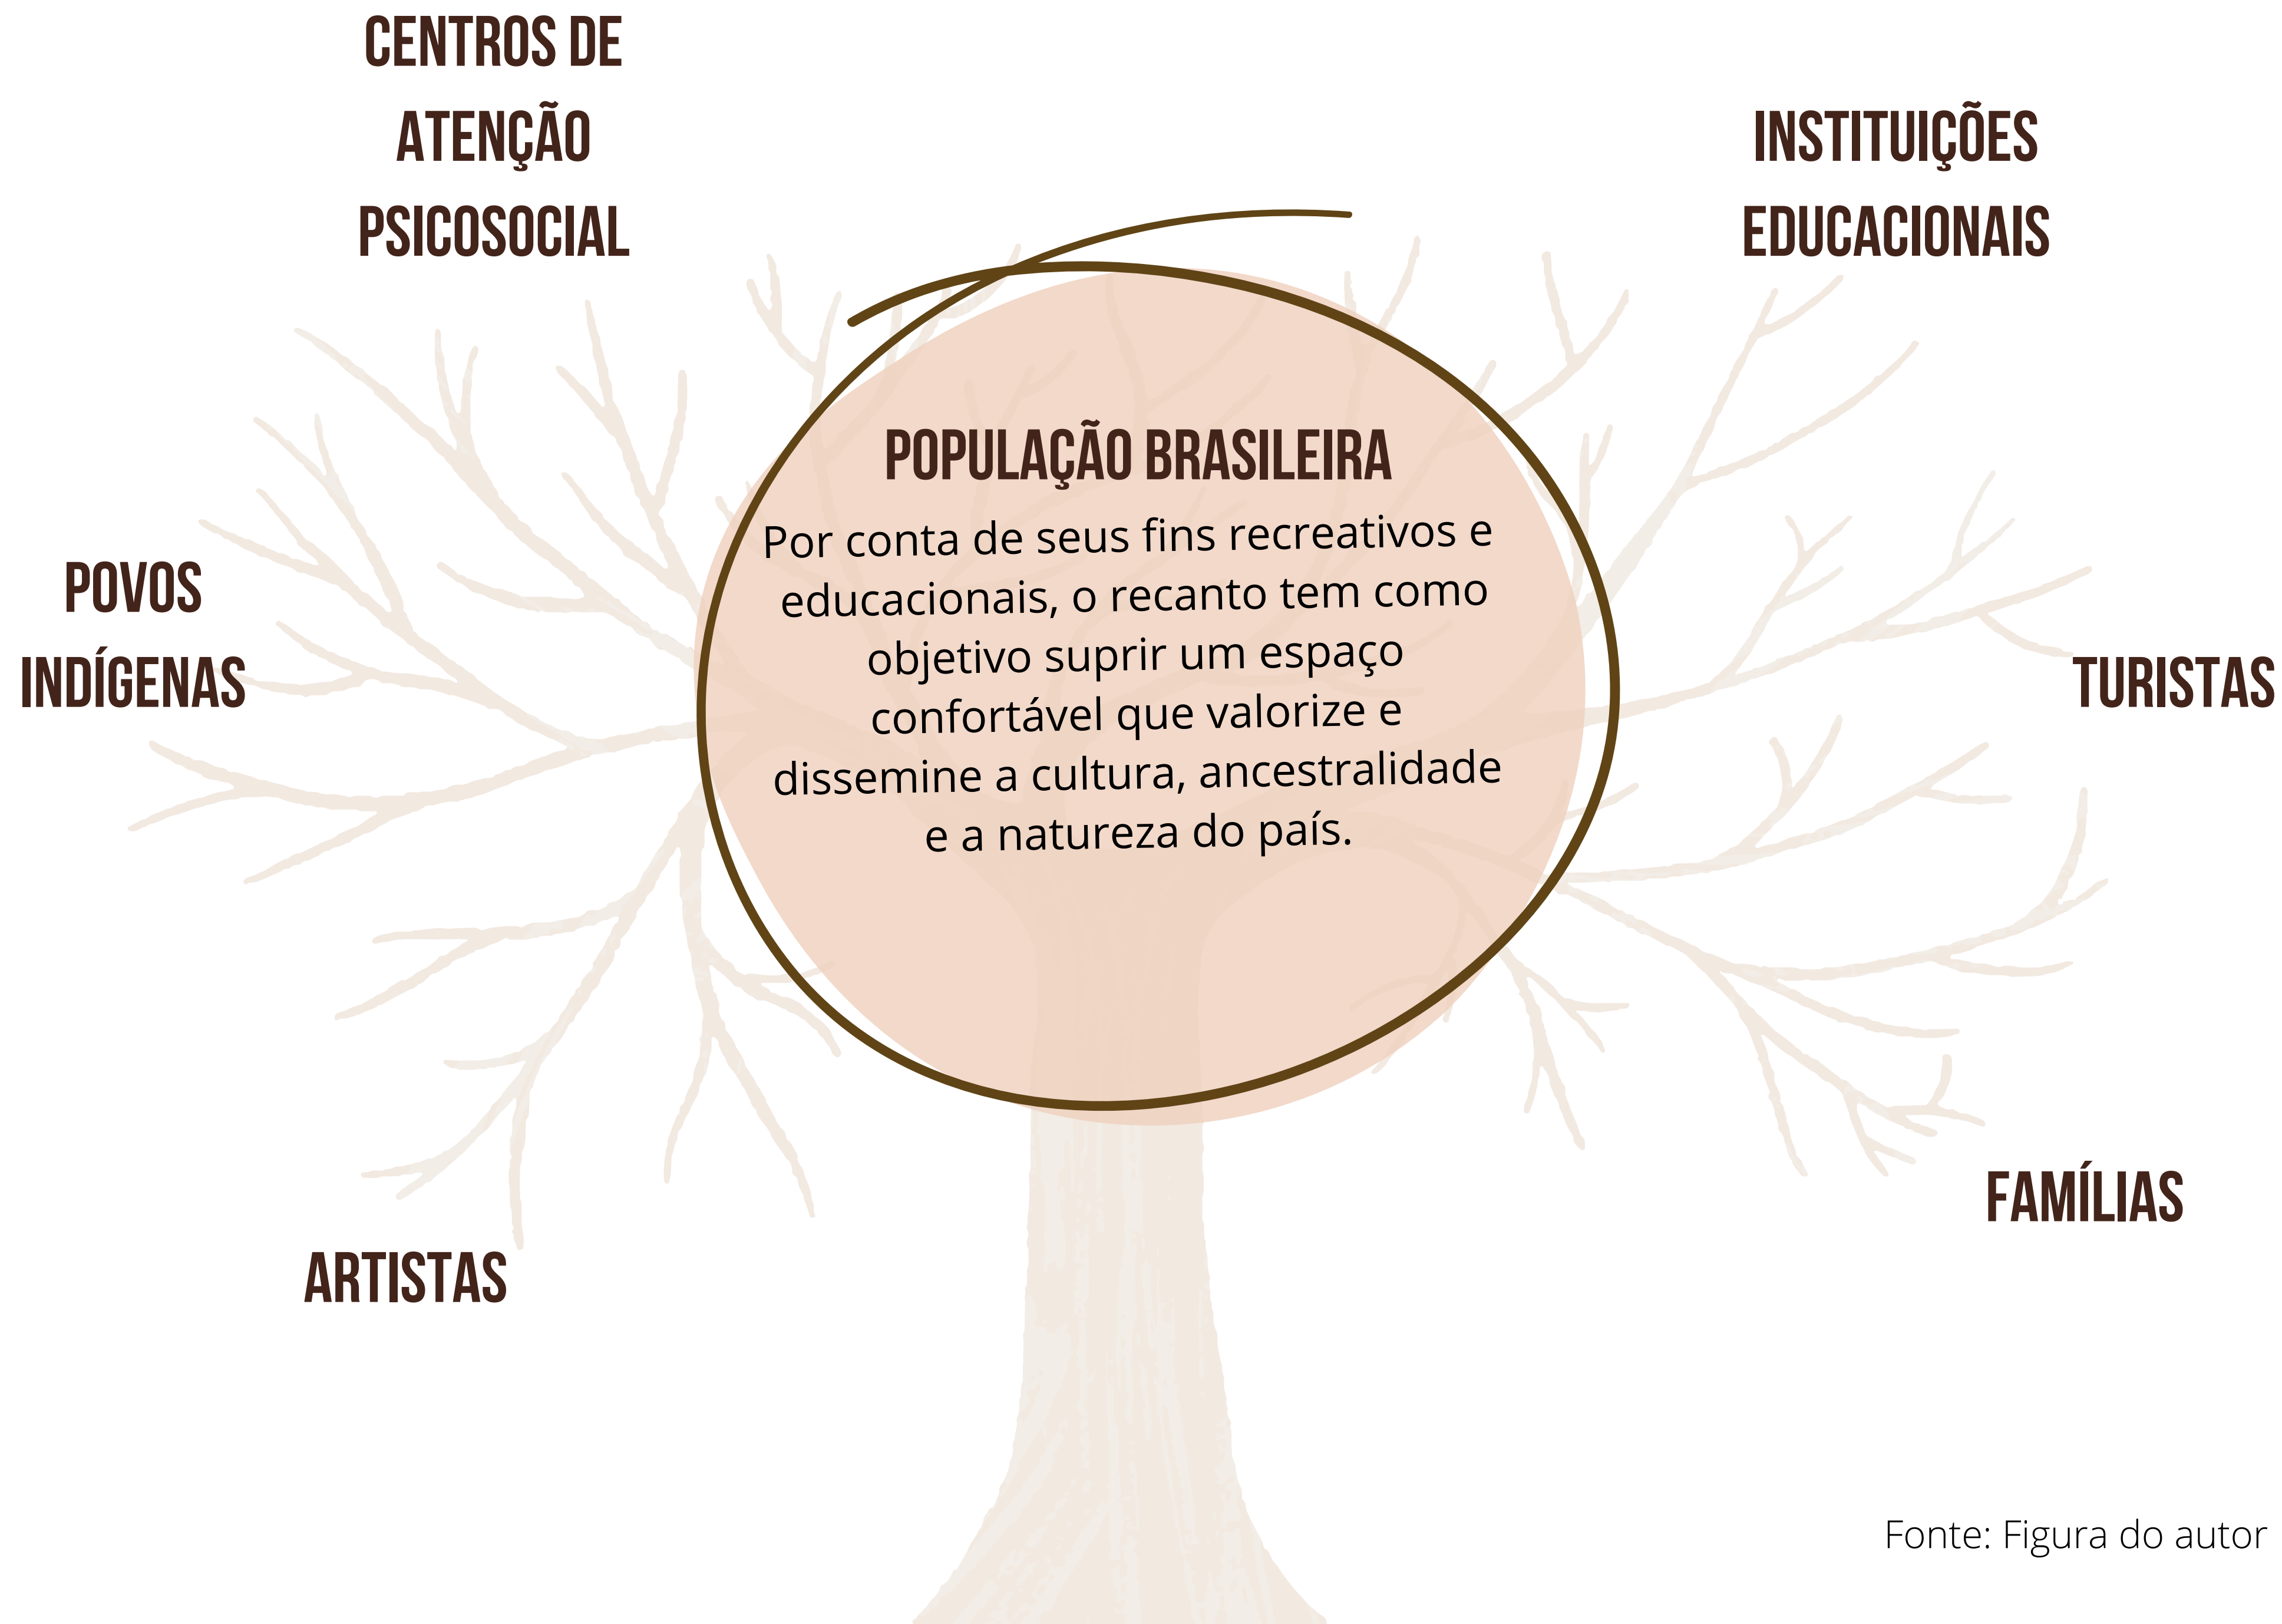 CENTROS DE
ATENÇÃO
PSICOSOCIAL
INSTITUIÇÕES
EDUCACIONAIS
POVOS
INDÍGENAS
POPULAÇÃO BRASILEIRA
Por conta de seus fins recreativos e
educacionais, o recanto tem como
objetivo suprir um espaço
confortável que valorize e
dissemine a cultura, ancestralidade
e a natureza do país.
TURISTAS
FAMÍLIAS
ARTISTAS
Fonte: Figura do autor